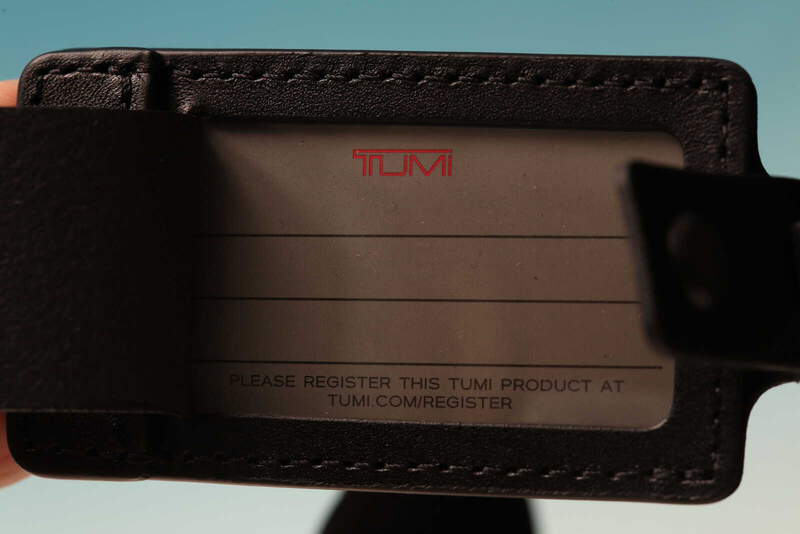 TUMI
PLEASE REGISTER THIS TUMI PRODUCT AT
TUMI.COM/REGISTER